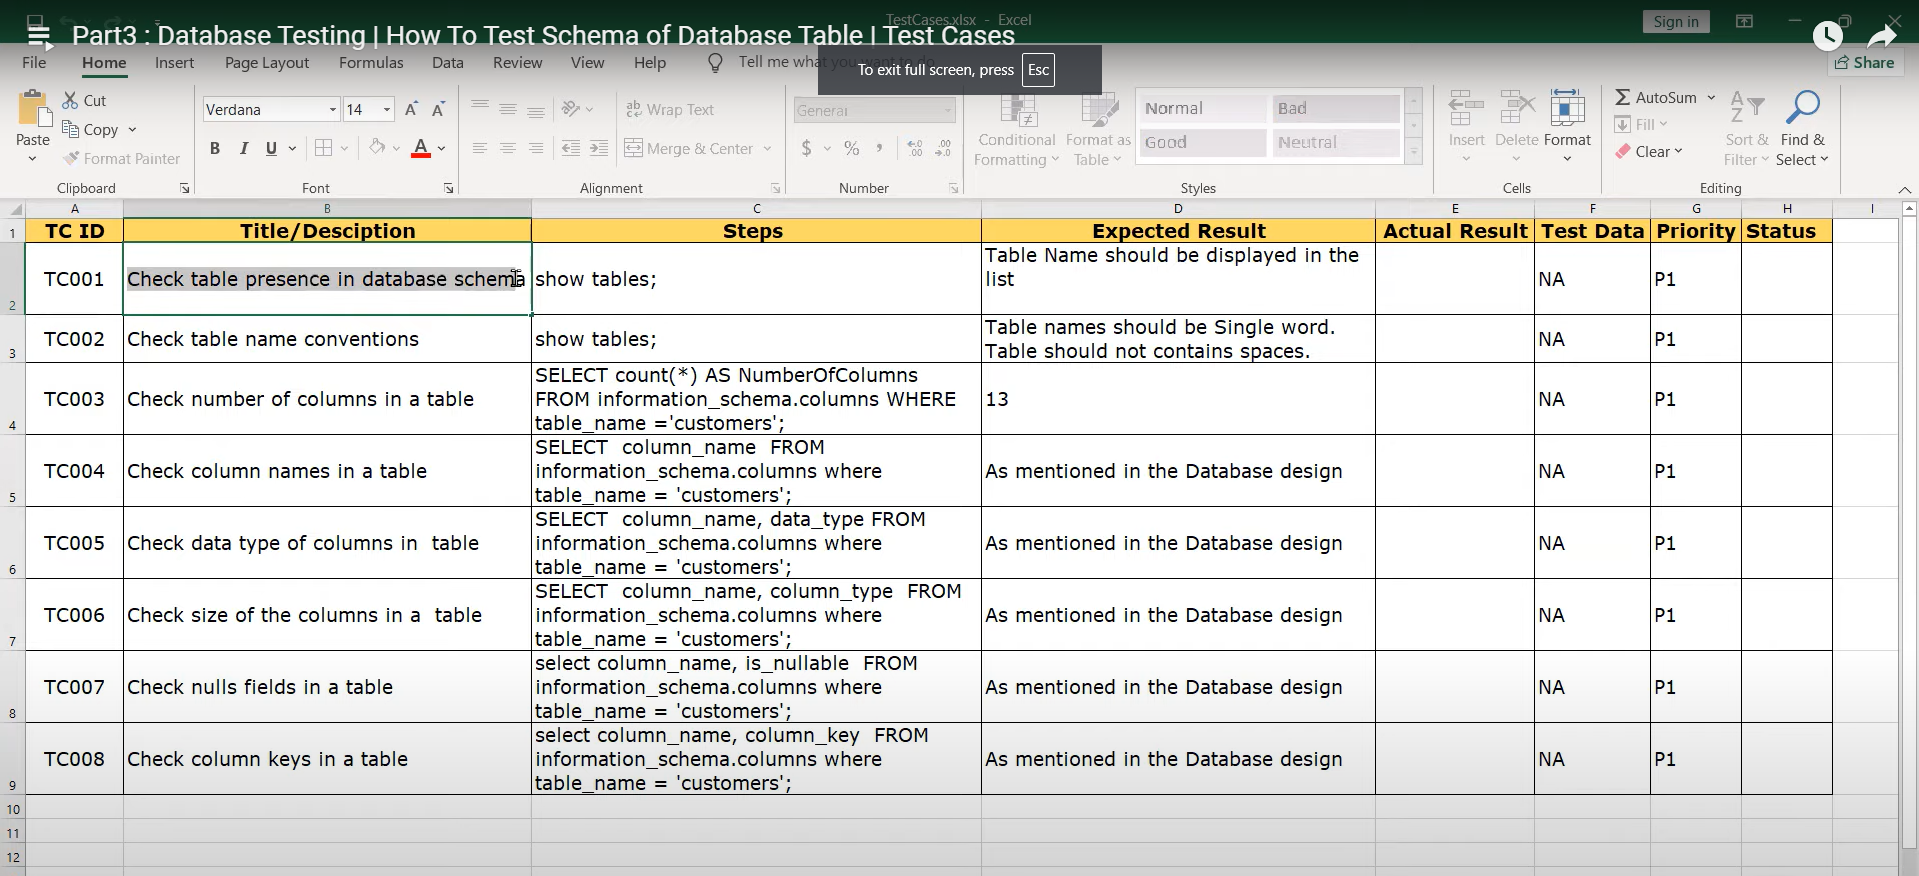 TestCases.xlsx - Excel
Sign in
Part3 : Database Testing | How To Test Schema of Database Table | Test Cases
File Home Insert Page Layout Formulas Data Review View Help Tell me what you want to do
To exit full screen, press Esc
Share
Paste
Cut
Copy
Format Painter
Clipboard
Verdana 14
B I U
Font
Wrap Text
Merge & Center
Alignment
General
$ % ,
Number
Conditional Formatting
Format as Table
Normal Bad
Good Neutral
Styles
Insert Delete Format
Cells
AutoSum
Fill
Clear
Sort & Filter
Find & Select
Editing
A B C D E F G H I
1 TC ID Title/Desciption Steps Expected Result Actual Result Test Data Priority Status
2 TC001 Check table presence in database schema show tables; Table Name should be displayed in the
list
NA P1
3 TC002 Check table name conventions show tables; Table names should be Single word.
Table should not contains spaces.
NA P1
4 TC003 Check number of columns in a table
SELECT count(*) AS NumberOfColumns
FROM information_schema.columns WHERE
table_name ='customers';
13 NA P1
5 TC004 Check column names in a table
SELECT  column_name  FROM
information_schema.columns where
table_name = 'customers';
As mentioned in the Database design NA P1
6 TC005 Check data type of columns in  table
SELECT  column_name, data_type FROM
information_schema.columns where
table_name = 'customers';
As mentioned in the Database design NA P1
7 TC006 Check size of the columns in a  table
SELECT  column_name, column_type  FROM
information_schema.columns where
table_name = 'customers';
As mentioned in the Database design NA P1
8 TC007 Check nulls fields in a table
select column_name, is_nullable  FROM
information_schema.columns where
table_name = 'customers';
As mentioned in the Database design NA P1
9 TC008 Check column keys in a table
select column_name, column_key  FROM
information_schema.columns where
table_name = 'customers';
As mentioned in the Database design NA P1
10
11
12